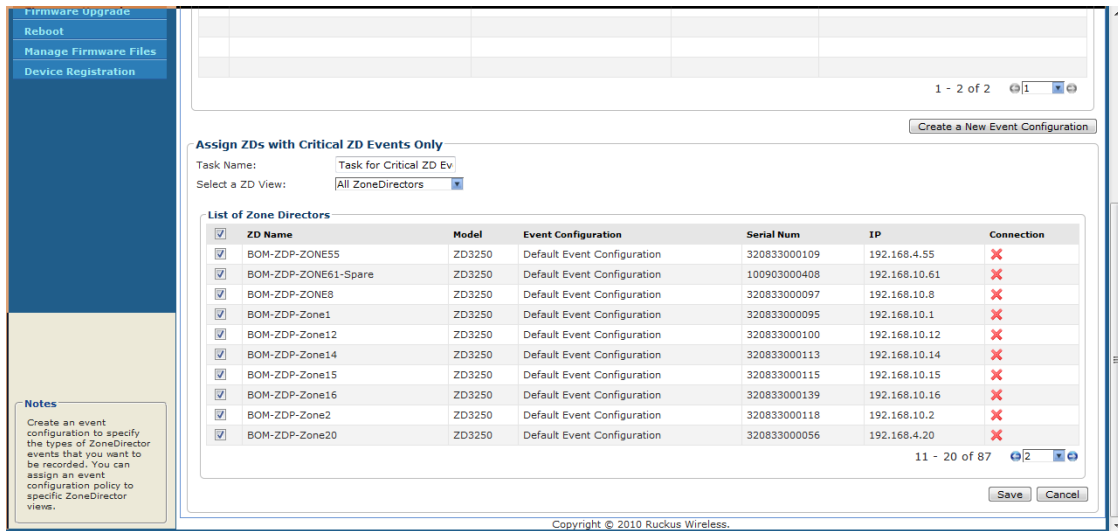 Firmware Upgrade
Reboot
Manage Firmware Files
Device Registration
1 - 2 of 2 1
Create a New Event Configuration
Assign ZDs with Critical ZD Events Only
Task Name: Task for Critical ZD Ev
Select a ZD View: All ZoneDirectors
List of Zone Directors
ZD Name Model Event Configuration Serial Num IP Connection
BOM-ZDP-ZONE55 ZD3250 Default Event Configuration 320833000109 192.168.4.55
BOM-ZDP-ZONE61-Spare ZD3250 Default Event Configuration 100903000408 192.168.10.61
BOM-ZDP-ZONE8 ZD3250 Default Event Configuration 320833000097 192.168.10.8
BOM-ZDP-Zone1 ZD3250 Default Event Configuration 320833000095 192.168.10.1
BOM-ZDP-Zone12 ZD3250 Default Event Configuration 320833000100 192.168.10.12
BOM-ZDP-Zone14 ZD3250 Default Event Configuration 320833000113 192.168.10.14
BOM-ZDP-Zone15 ZD3250 Default Event Configuration 320833000115 192.168.10.15
BOM-ZDP-Zone16 ZD3250 Default Event Configuration 320833000139 192.168.10.16
BOM-ZDP-Zone2 ZD3250 Default Event Configuration 320833000118 192.168.10.2
BOM-ZDP-Zone20 ZD3250 Default Event Configuration 320833000056 192.168.4.20
11 - 20 of 87 2
Save Cancel
Notes
Create an event
configuration to specify
the types of ZoneDirector
events that you want to
be recorded. You can
assign an event
configuration policy to
specific ZoneDirector
views.
Copyright © 2010 Ruckus Wireless.